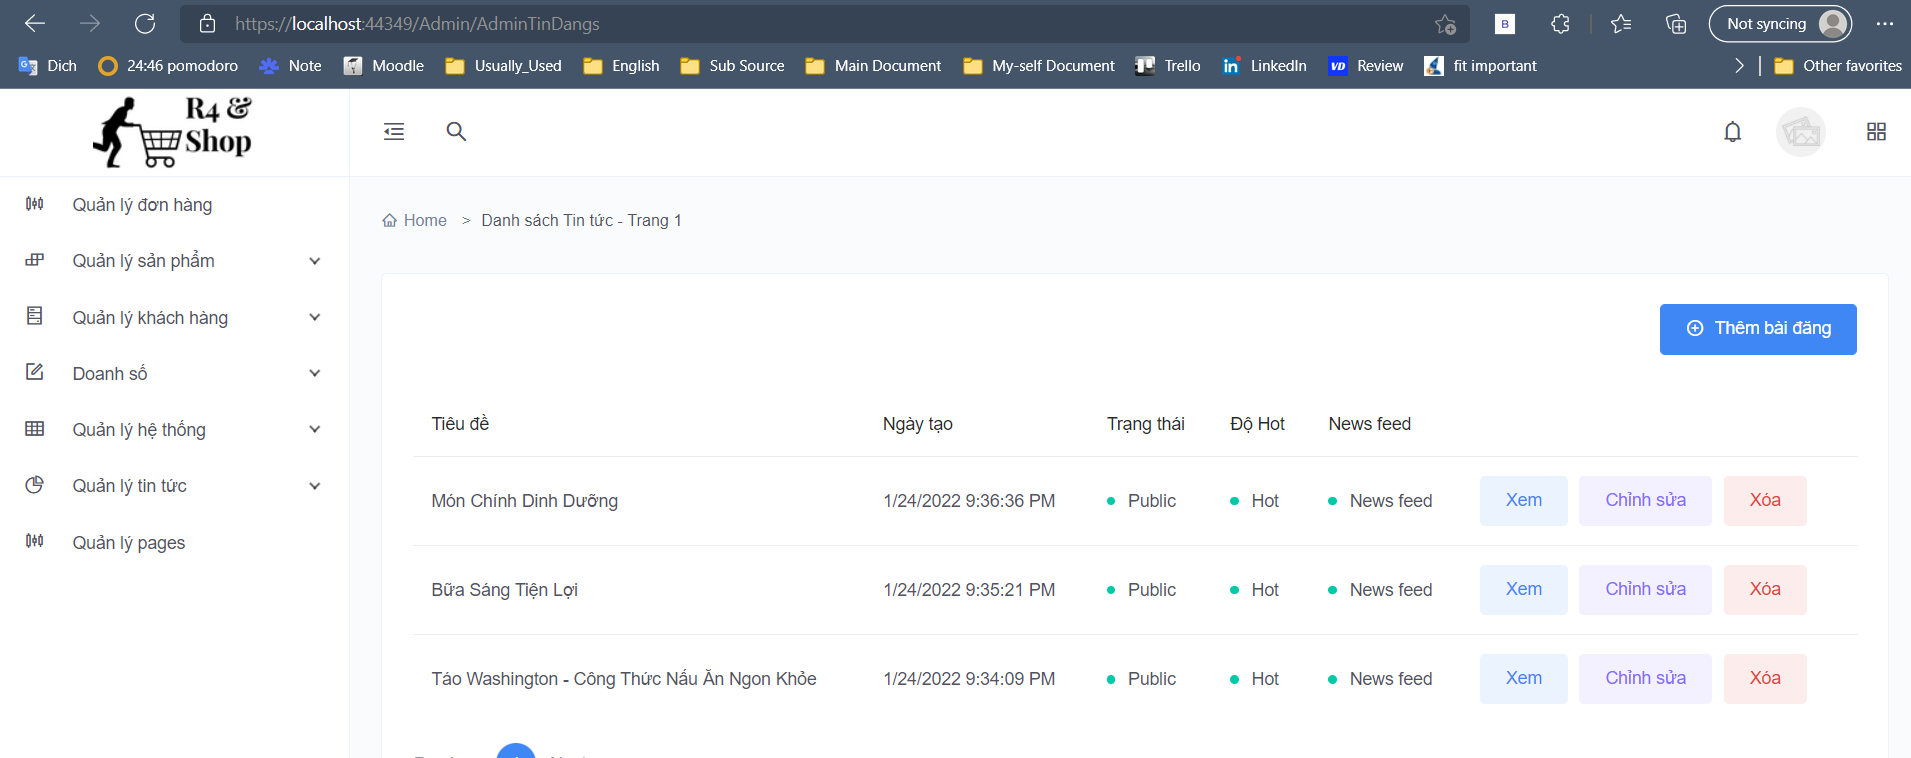 https://localhost:44349/Admin/AdminTinDangs
B
Not syncing
Dich
24:46 pomodoro
Note
Moodle
Usually_Used
English
Sub Source
Main Document
My-self Document
Trello
LinkedIn
VD Review
fit important
Other favorites
R4 &
Shop
Quản lý đơn hàng
Quản lý sản phẩm
Quản lý khách hàng
Doanh số
Quản lý hệ thống
Quản lý tin tức
Quản lý pages
Home > Danh sách Tin tức - Trang 1
Thêm bài đăng
Tiêu đề Ngày tạo Trạng thái Độ Hot News feed
Món Chính Dinh Dưỡng 1/24/2022 9:36:36 PM Public Hot News feed Xem Chỉnh sửa Xóa
Bữa Sáng Tiện Lợi 1/24/2022 9:35:21 PM Public Hot News feed Xem Chỉnh sửa Xóa
Táo Washington - Công Thức Nấu Ăn Ngon Khỏe 1/24/2022 9:34:09 PM Public Hot News feed Xem Chỉnh sửa Xóa